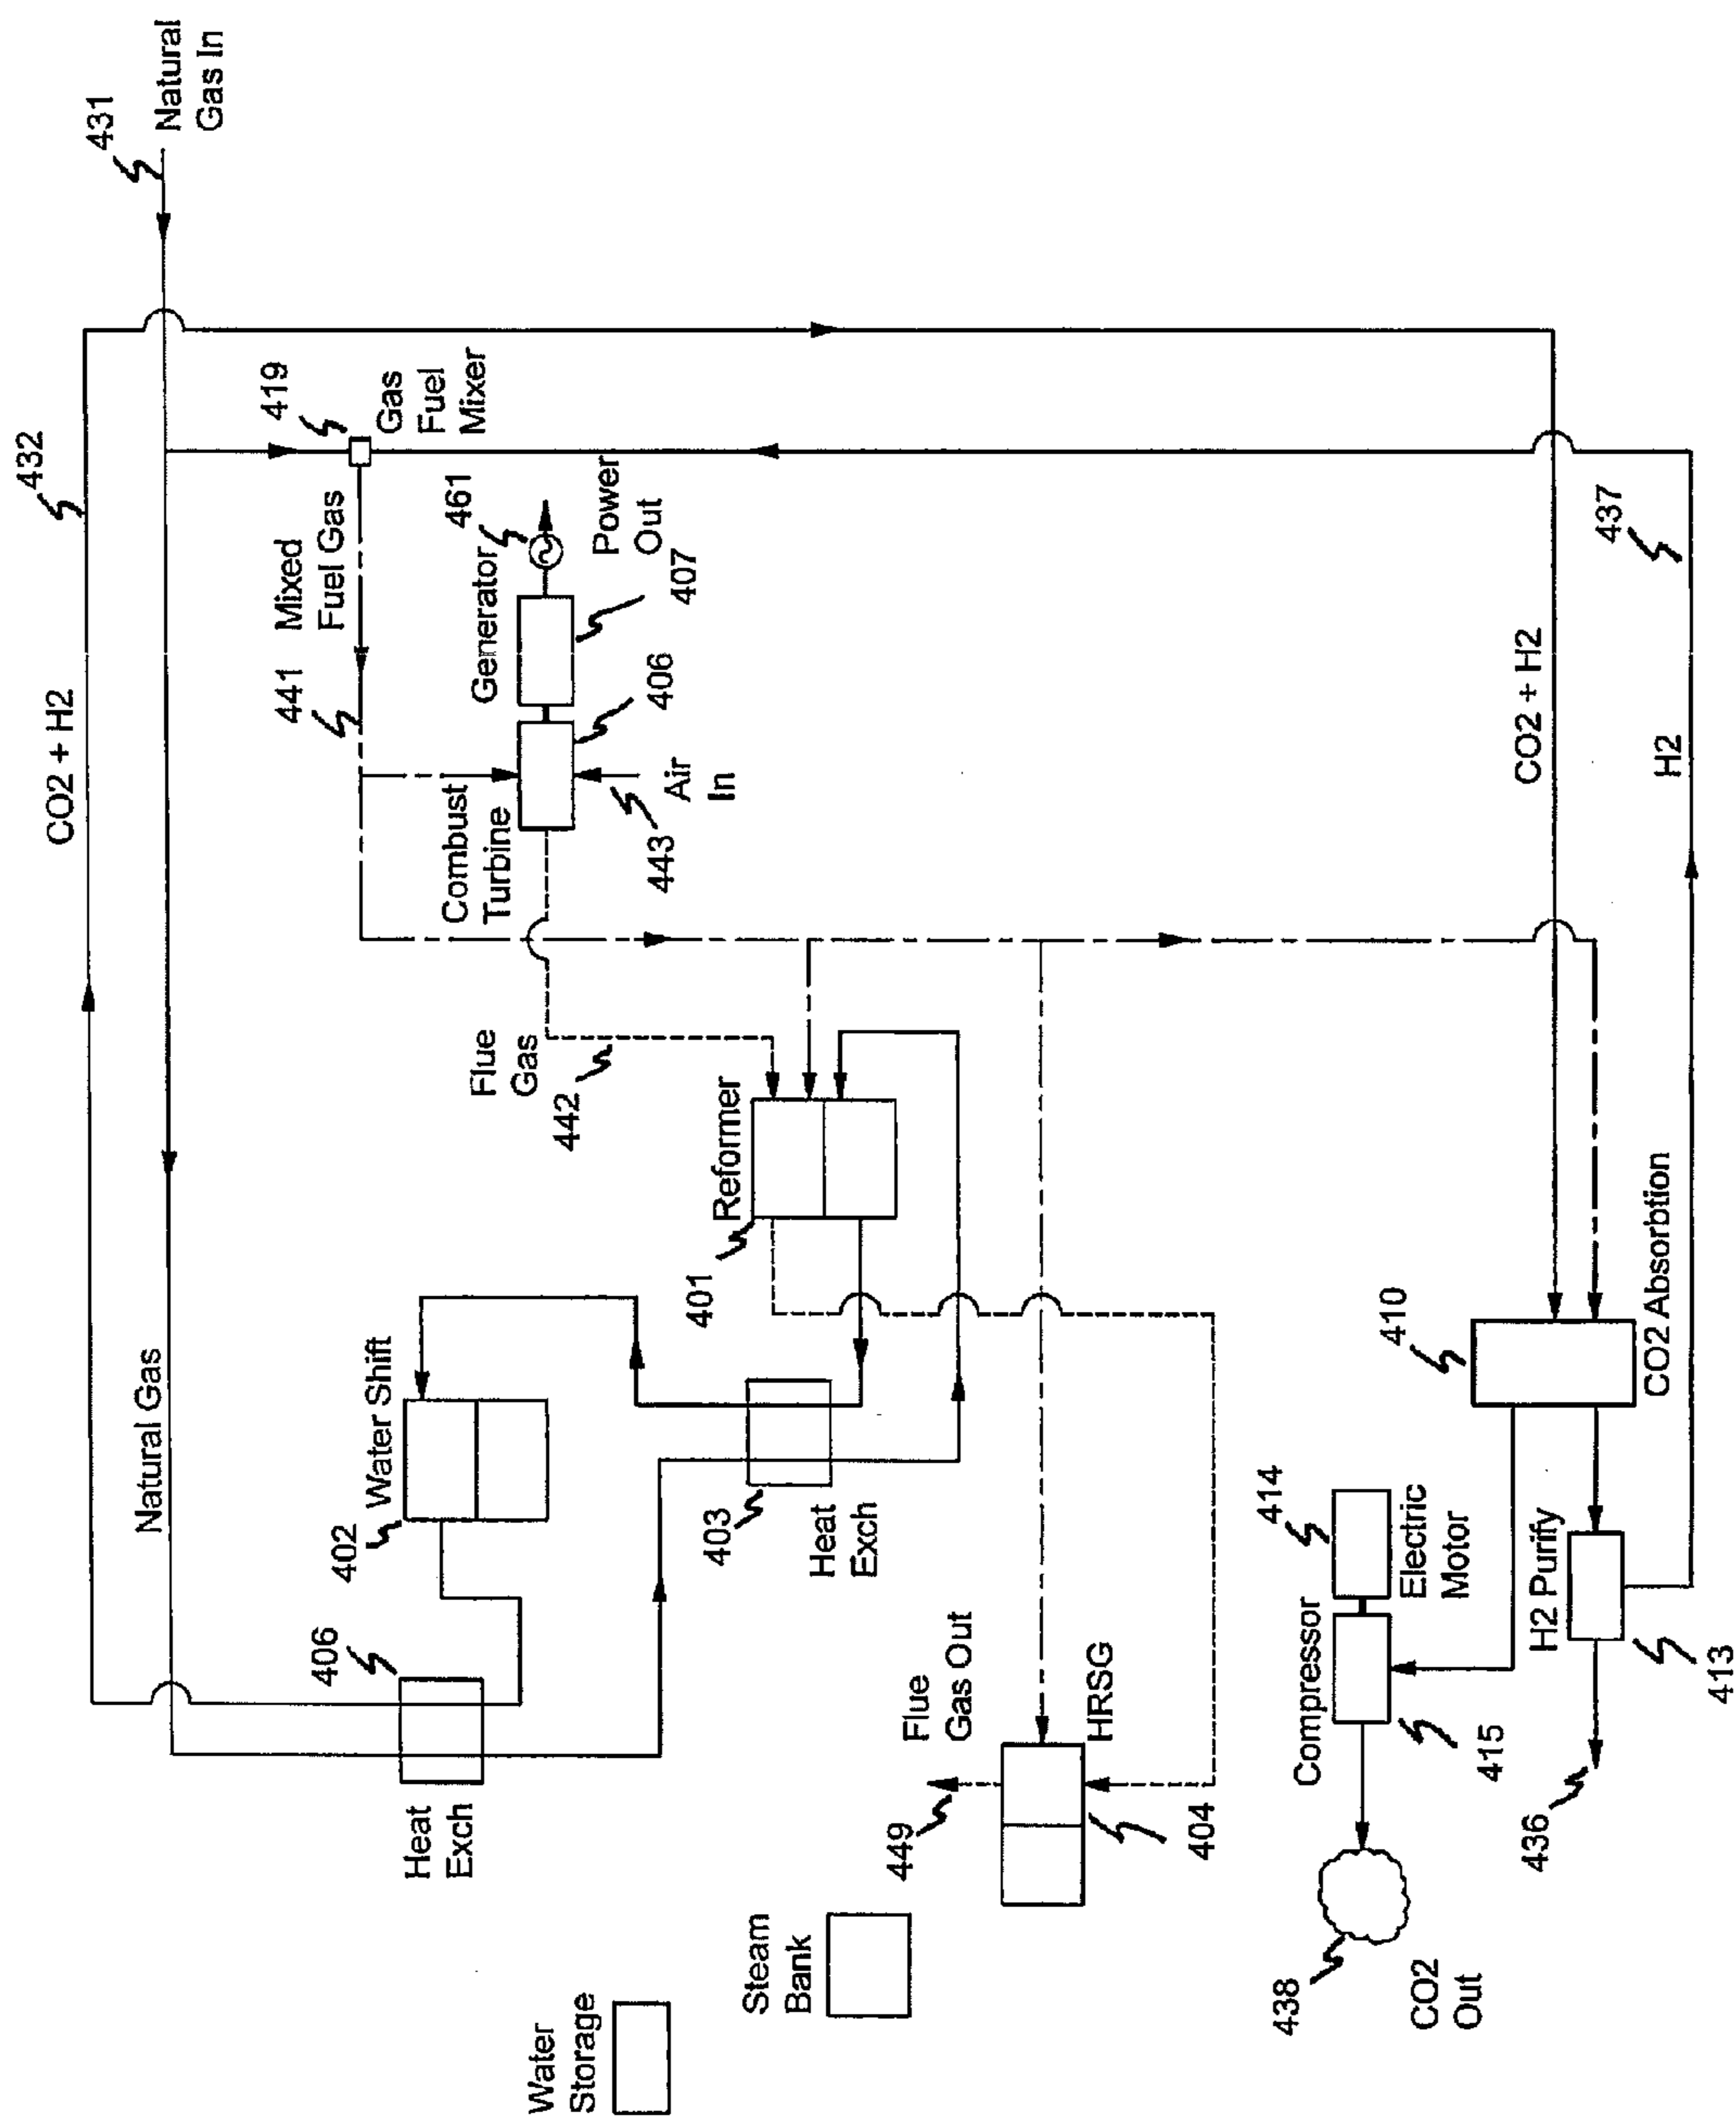 431
Natural
Gas In
432
CO2 + H2
Natural Gas
419
Gas
Fuel
Mixer
441
Mixed
Fuel Gas
461
Generator
Power
Out
407
406
Combust
Turbine
Air
In
443
Flue
Gas
442
Reformer
401
Water Shift
402
406
Heat
Exch
403
Heat
Exch
Water
Storage
Steam
Bank
Flue
Gas Out
449
HRSG
404
CO2 + H2
437
H2
410
CO2 Absorbtion
414
Electric
Motor
Compressor
415
H2 Purify
413
436
438
CO2
Out